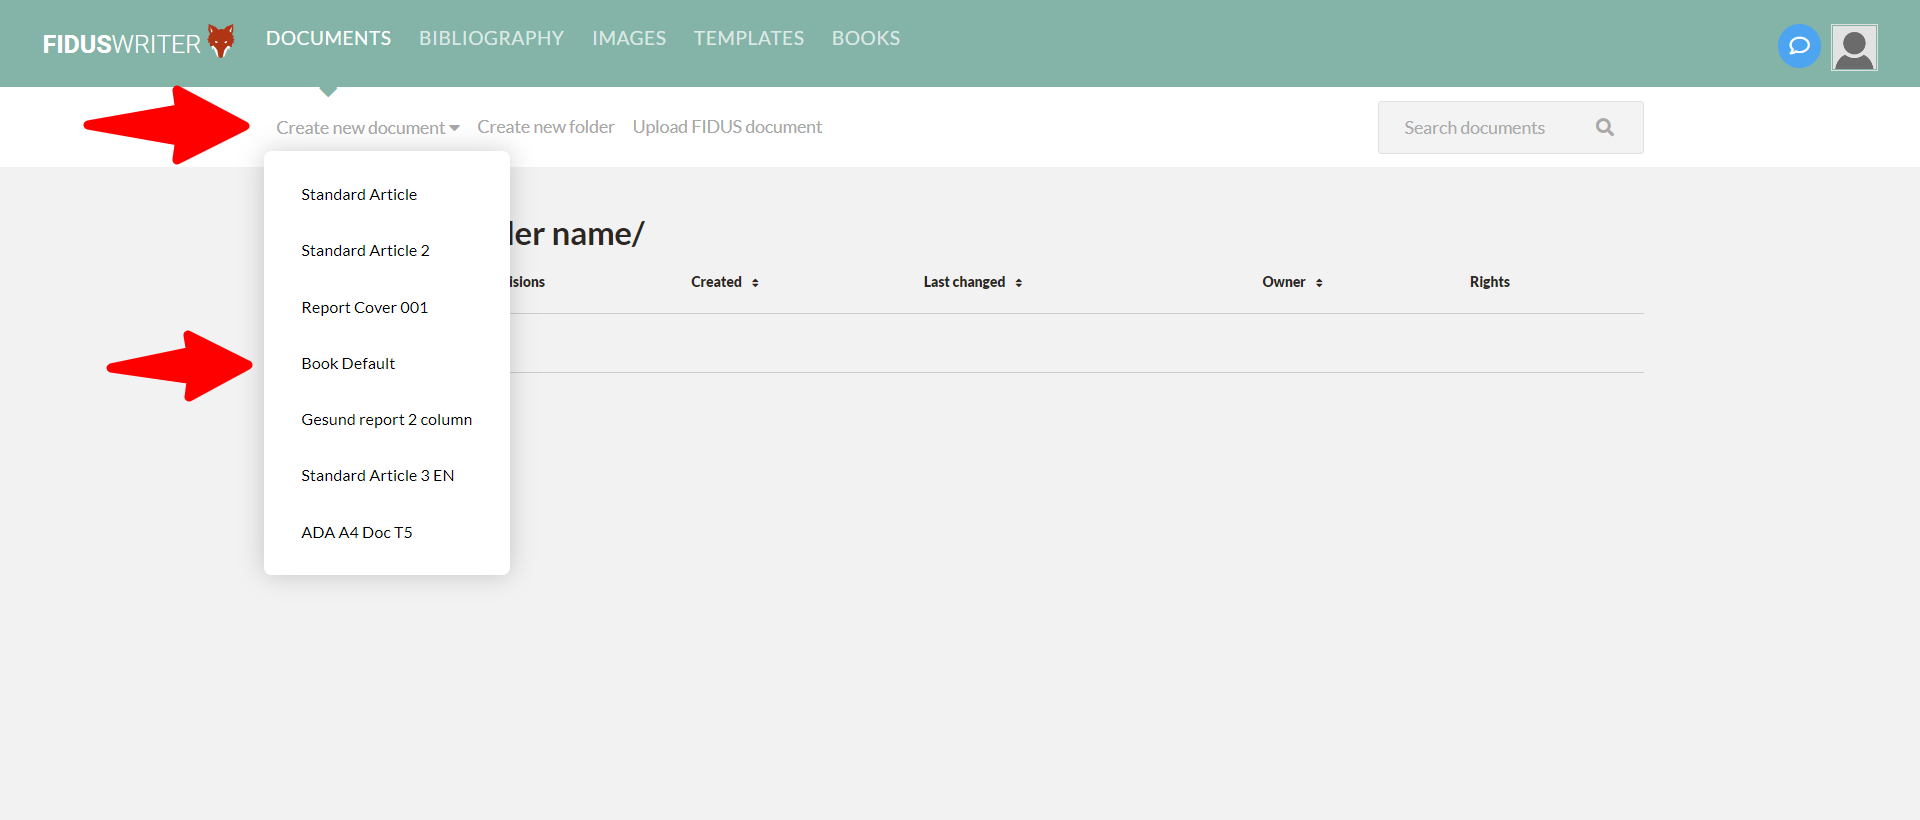 FIDUSWRITER DOCUMENTS BIBLIOGRAPHY IMAGES TEMPLATES BOOKS
Create new document Create new folder Upload FIDUS document Search documents
Standard Article
Standard Article 2
Report Cover 001
Book Default
Gesund report 2 column
Standard Article 3 EN
ADA A4 Doc T5
name/
Created Last changed Owner Rights